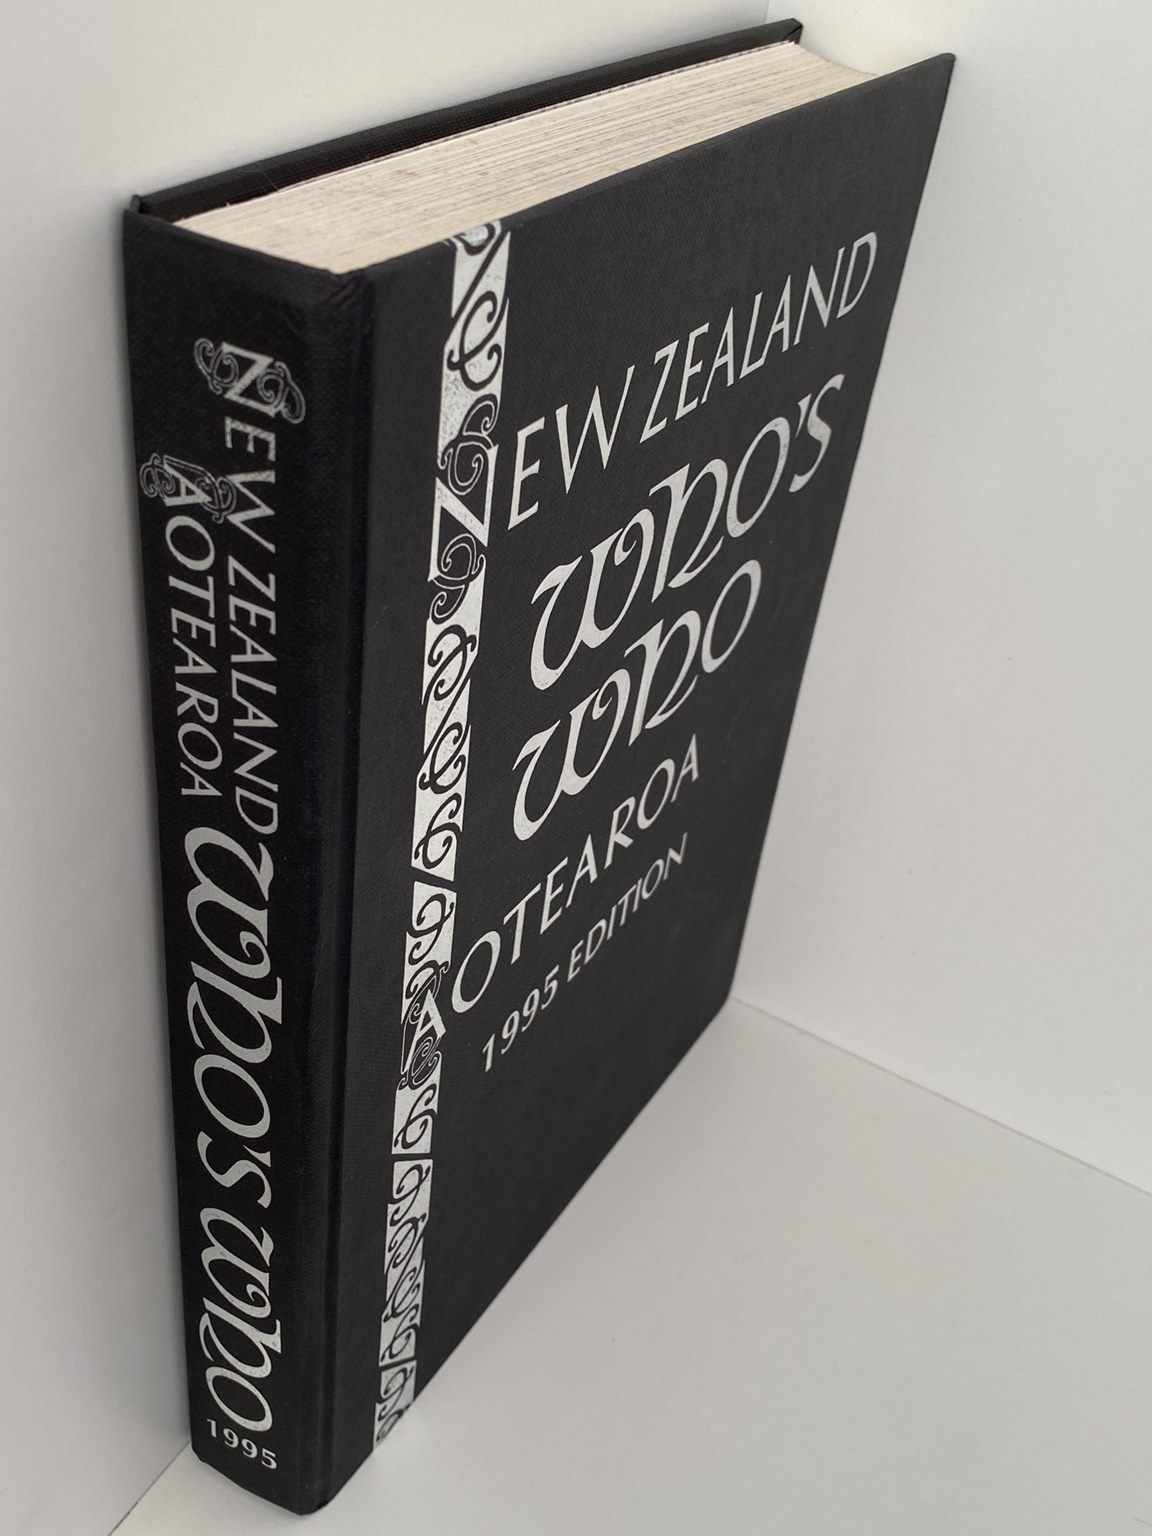 NEW ZEALAND
AOTEAROA
WHO'S WHO
1995
NEW ZEALAND
WHO'S
WHO
AOTEAROA
1995 EDITION